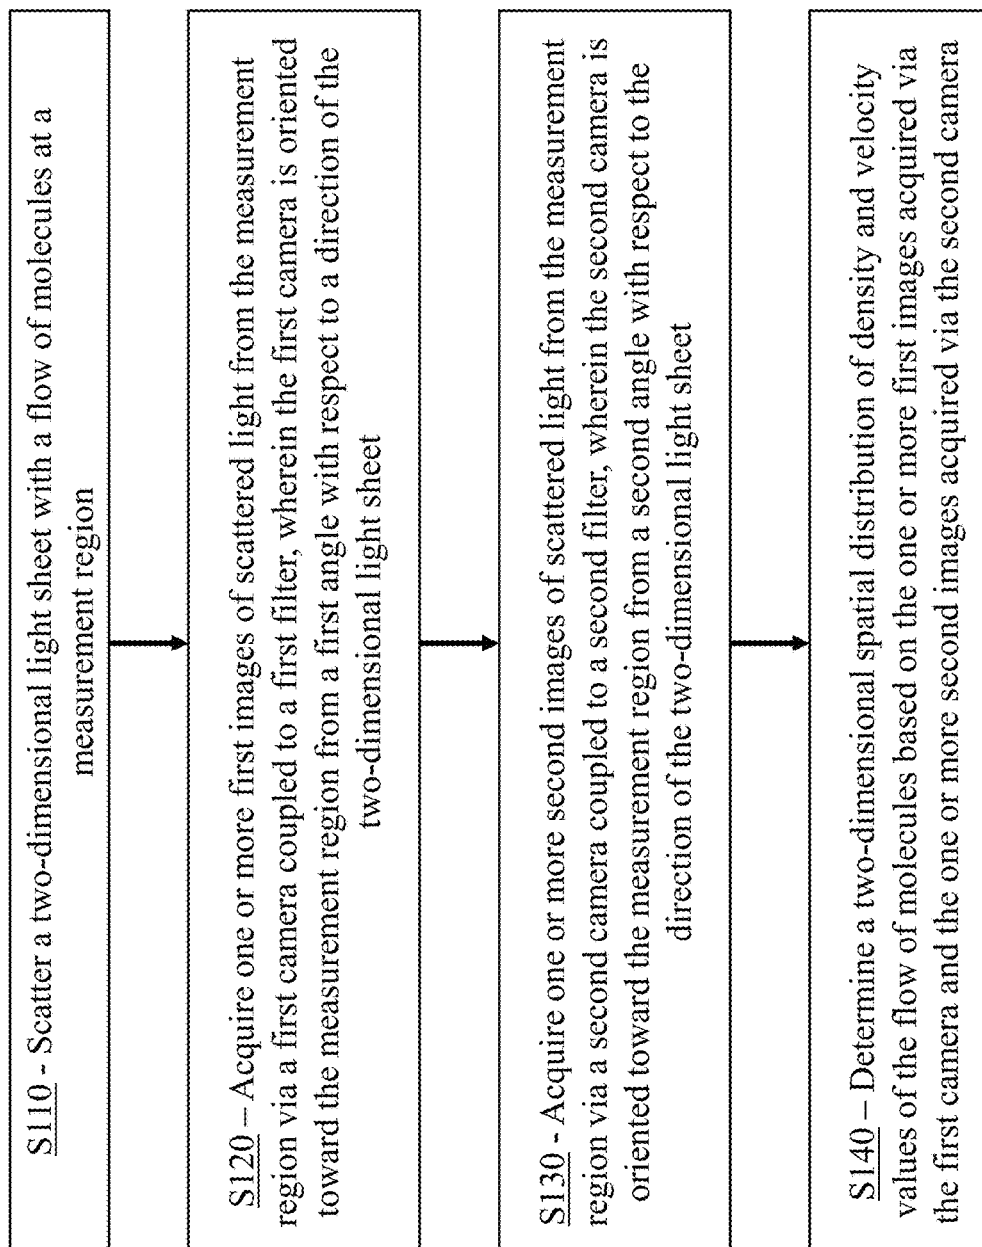 S110 - Scatter a two-dimensional light sheet with a flow of molecules at a
measurement region
S120 – Acquire one or more first images of scattered light from the measurement
region via a first camera coupled to a first filter, wherein the first camera is oriented
toward the measurement region from a first angle with respect to a direction of the
two-dimensional light sheet
S130 - Acquire one or more second images of scattered light from the measurement
region via a second camera coupled to a second filter, wherein the second camera is
oriented toward the measurement region from a second angle with respect to the
direction of the two-dimensional light sheet
S140 – Determine a two-dimensional spatial distribution of density and velocity
values of the flow of molecules based on the one or more first images acquired via
the first camera and the one or more second images acquired via the second camera